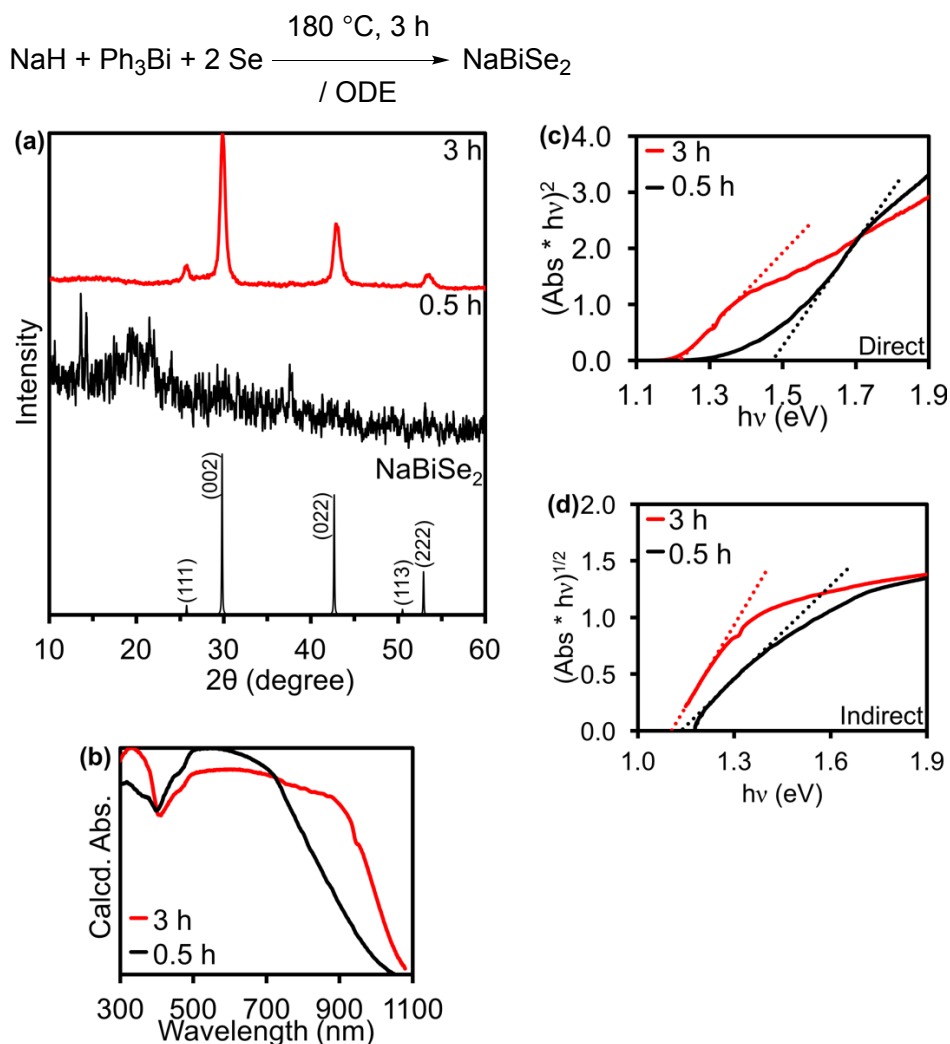 180 °C, 3 h
NaH + Ph₃Bi + 2 Se NaBiSe₂
/ ODE
(a)
3 h
0.5 h
NaBiSe₂
(111)
(002)
(022)
(113)
(222)
Intensity
10 20 30 40 50 60
2θ (degree)
(b)
3 h
0.5 h
Calcd. Abs.
300 500 700 900 1100
Wavelength (nm)
(c)
3 h
0.5 h
4.0
3.0
2.0
1.0
0.0
(Abs * hν)²
Direct
1.1 1.3 1.5 1.7 1.9
hν (eV)
(d)
3 h
0.5 h
2.0
1.5
1.0
0.5
0.0
(Abs * hν)¹ᐟ²
Indirect
1.0 1.3 1.6 1.9
hν (eV)